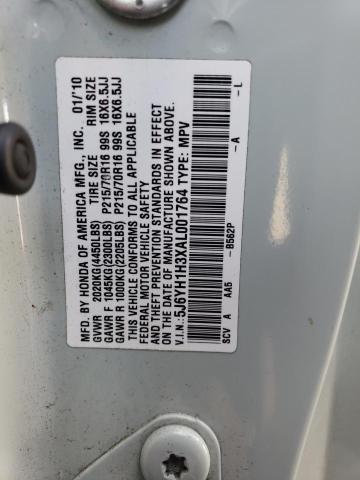 MFD. BY HONDA OF AMERICA MFG., INC. 01/'10
TIRE SIZE RIM SIZE
GVWR 2020KG(4450LBS)
GAWR F 1045KG(2300LBS) P215/70R16 99S 16X6.5JJ
GAWR R 1000KG(2205LBS) P215/70R16 99S 16X6.5JJ
THIS VEHICLE CONFORMS TO ALL APPLICABLE
FEDERAL MOTOR VEHICLE SAFETY
AND THEFT PREVENTION STANDARDS IN EFFECT
ON THE DATE OF MANUFACTURE SHOWN ABOVE.
V.I.N.: 5J6YH1H3XAL001764 TYPE: MPV
-B562P -A -L
SCV A AA5